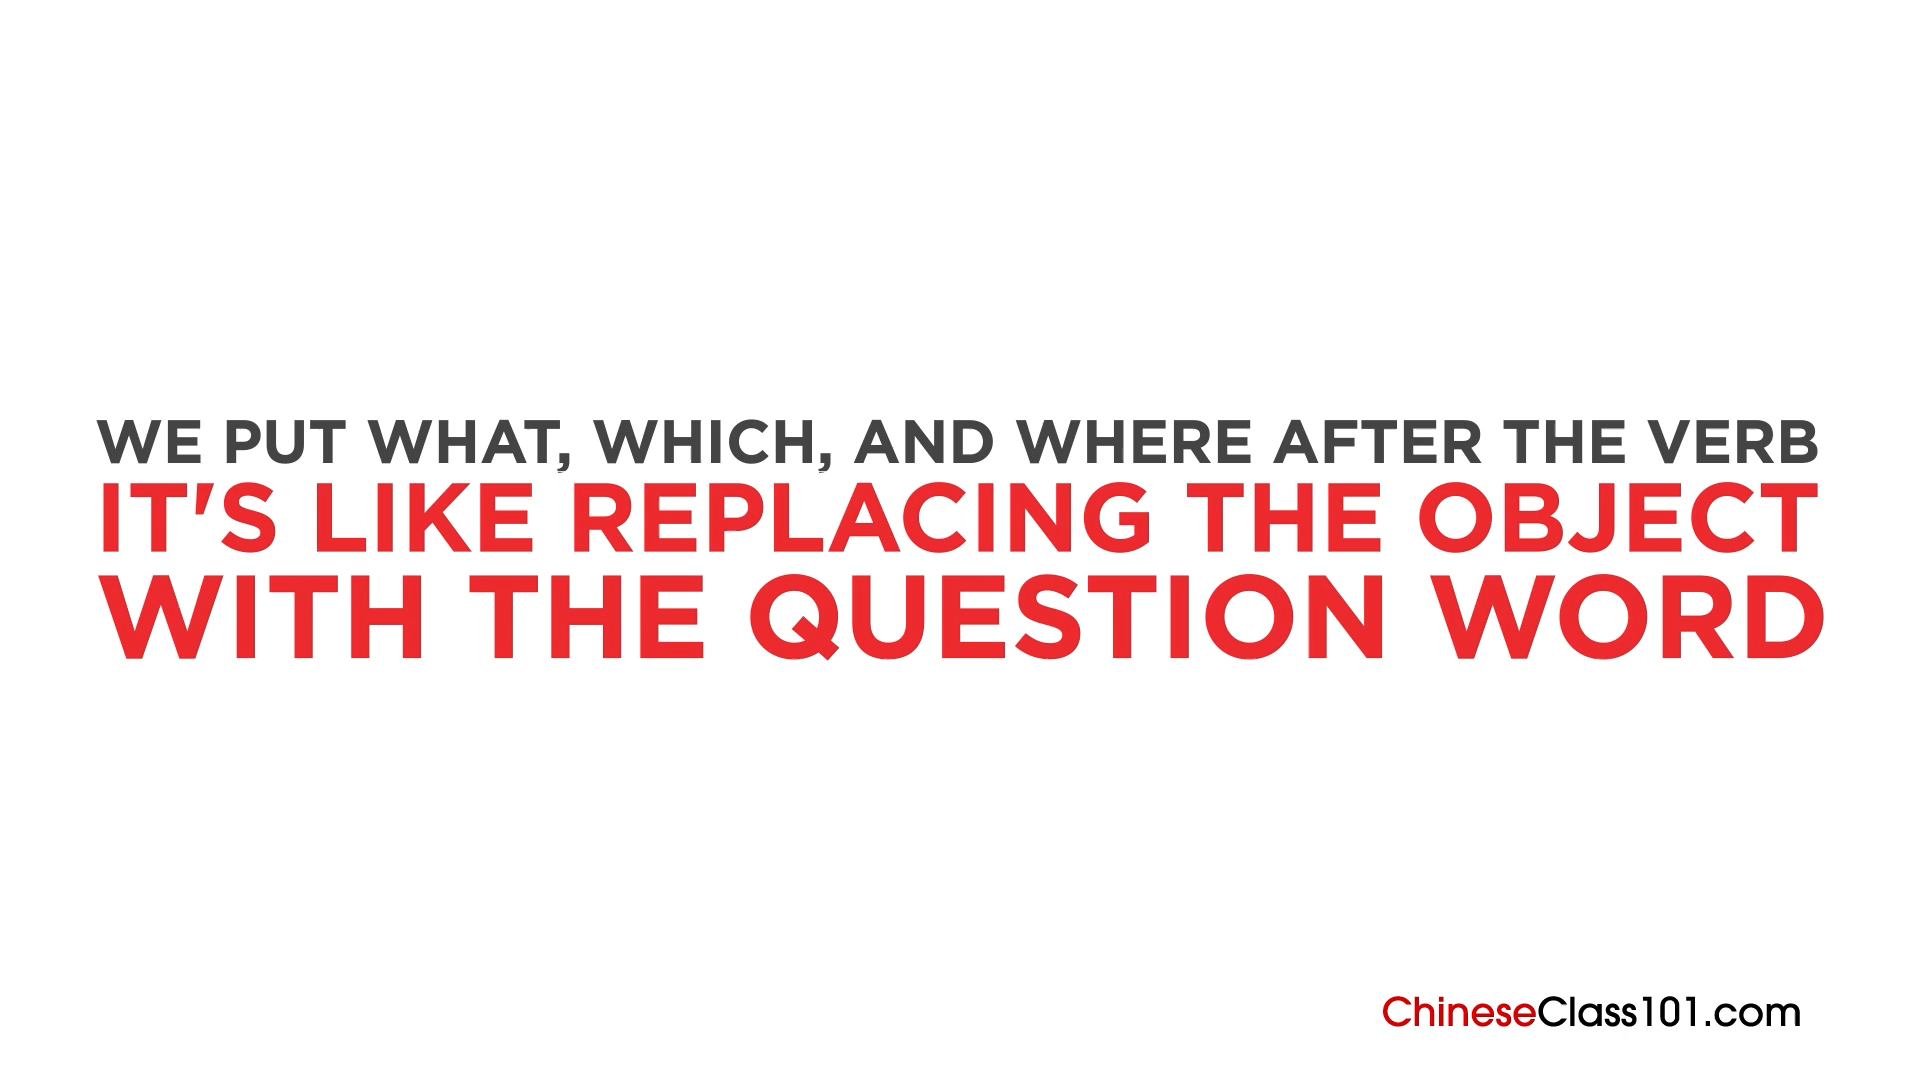 WE PUT WHAT, WHICH, AND WHERE AFTER THE VERB
IT'S LIKE REPLACING THE OBJECT
WITH THE QUESTION WORD
ChineseClass101.com